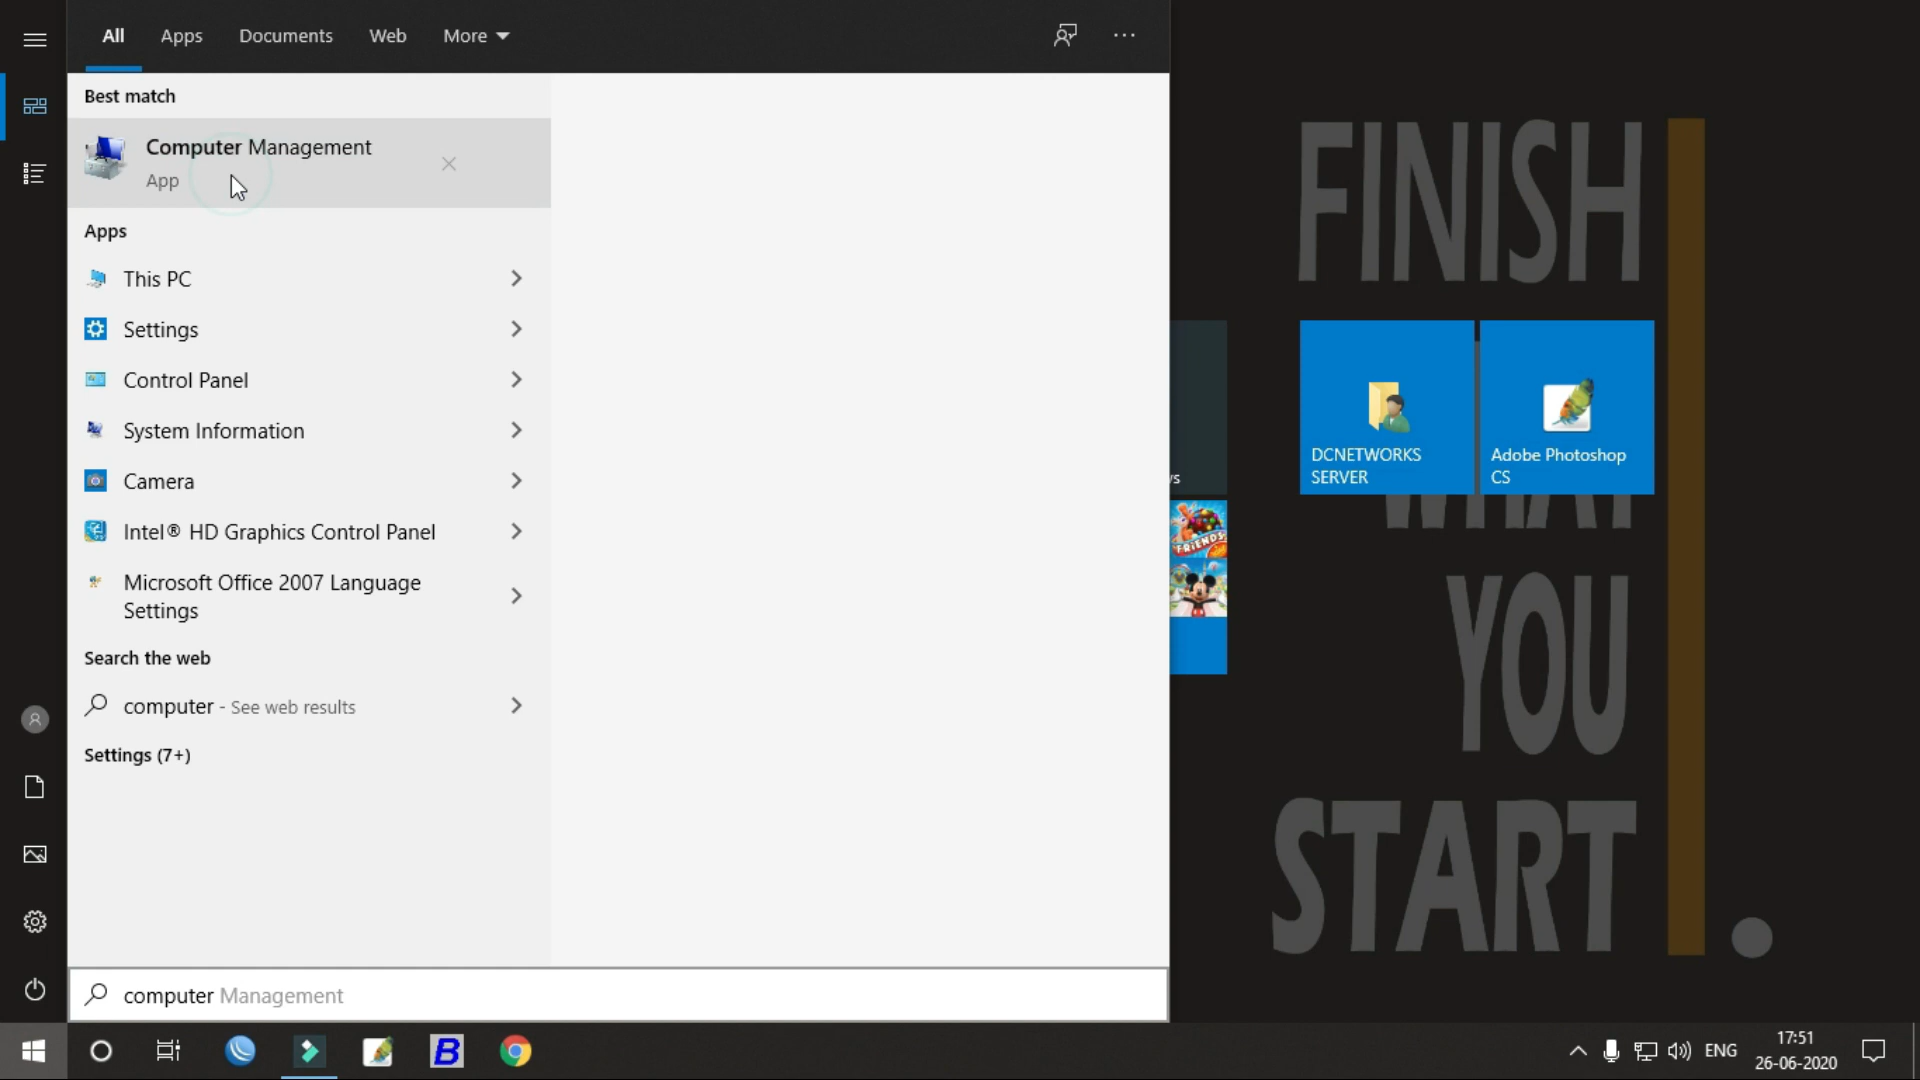 All
Apps
Documents
Web
More
Best match
Computer Management
App
Apps
This PC
Settings
Control Panel
System Information
Camera
Intel® HD Graphics Control Panel
Microsoft Office 2007 Language
Settings
Search the web
computer - See web results
Settings (7+)
computer Management
FINISH
DCNETWORKS
SERVER
Adobe Photoshop
CS
WHAT
YOU
START.
FRIENDS
B
ENG
17:51
26-06-2020